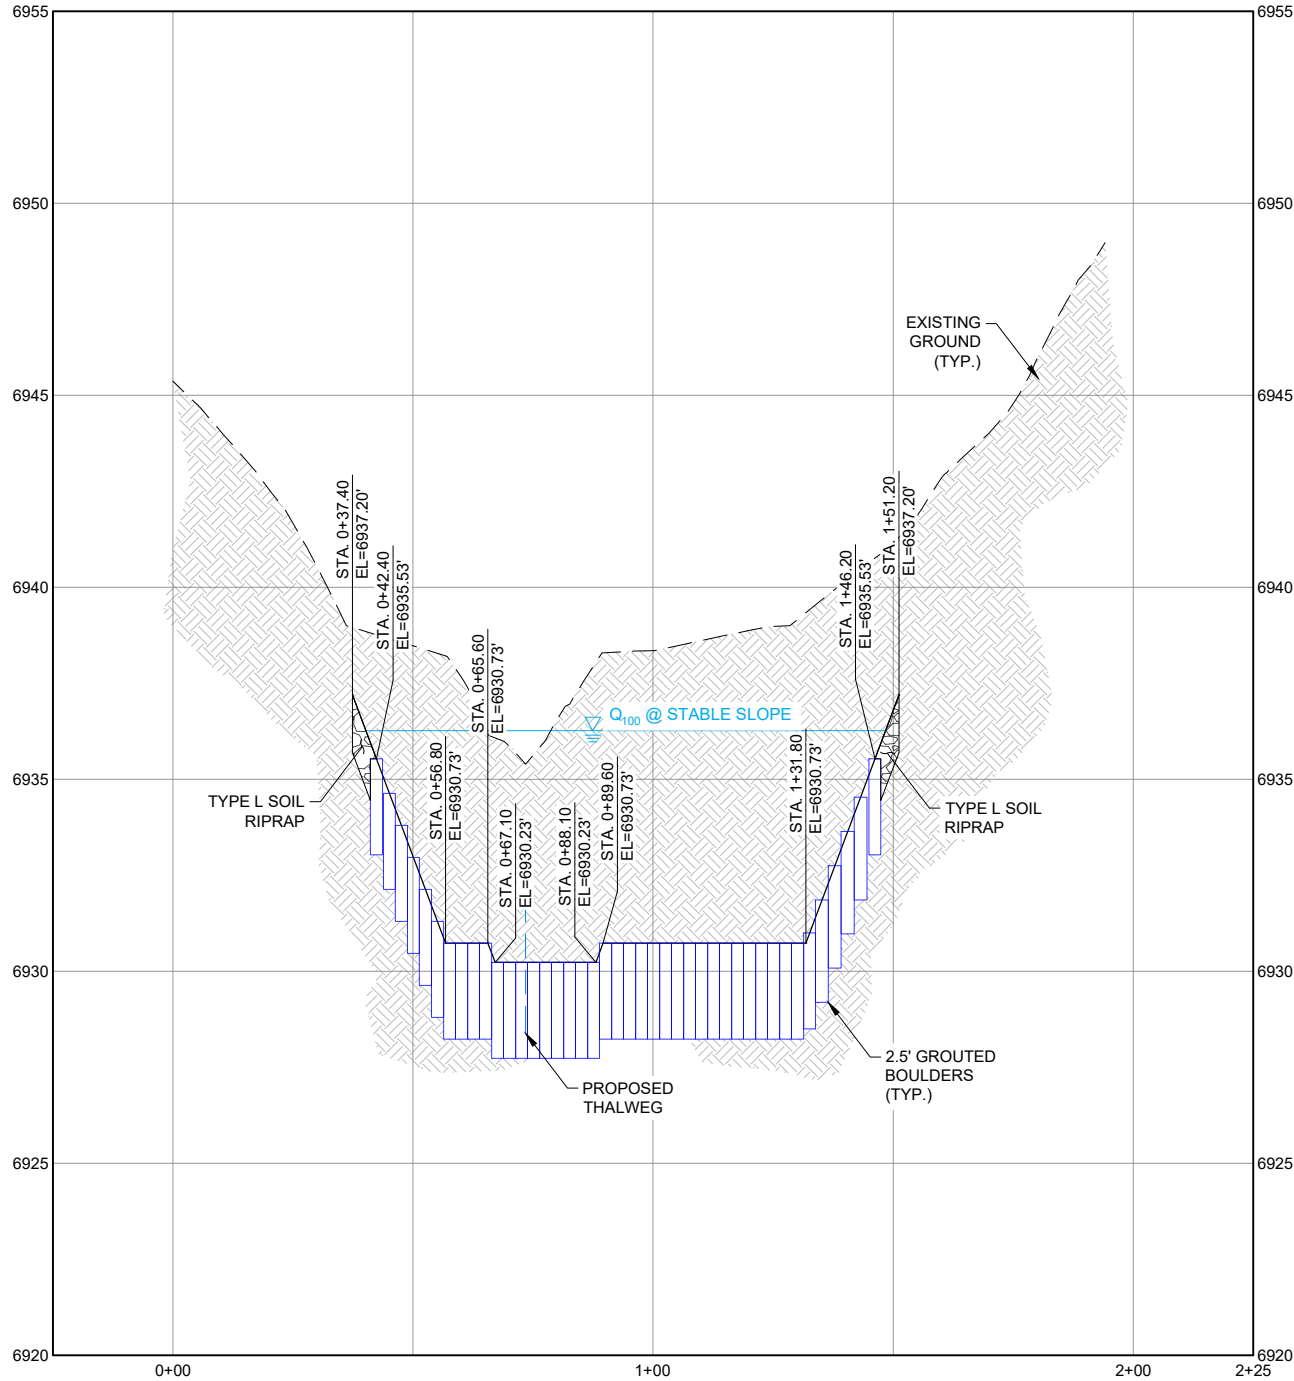 6955
6955
6950
6950
EXISTING
GROUND
(TYP.)
6945
6945
STA. 0+37.40
EL=6937.20'
STA. 0+42.40
EL=6935.53'
STA. 0+65.60
EL=6930.73'
STA. 1+46.20
EL=6935.53'
STA. 1+51.20
EL=6937.20'
6940
6940
Q100 @ STABLE SLOPE
STA. 0+56.80
EL=6930.73'
STA. 0+67.10
EL=6930.23'
STA. 0+88.10
EL=6930.23'
STA. 0+89.60
EL=6930.73'
STA. 1+31.80
EL=6930.73'
6935
6935
TYPE L SOIL
RIPRAP
TYPE L SOIL
RIPRAP
6930
6930
2.5' GROUTED
BOULDERS
(TYP.)
PROPOSED
THALWEG
6925
6925
6920
6920
0+00
1+00
2+00
2+25